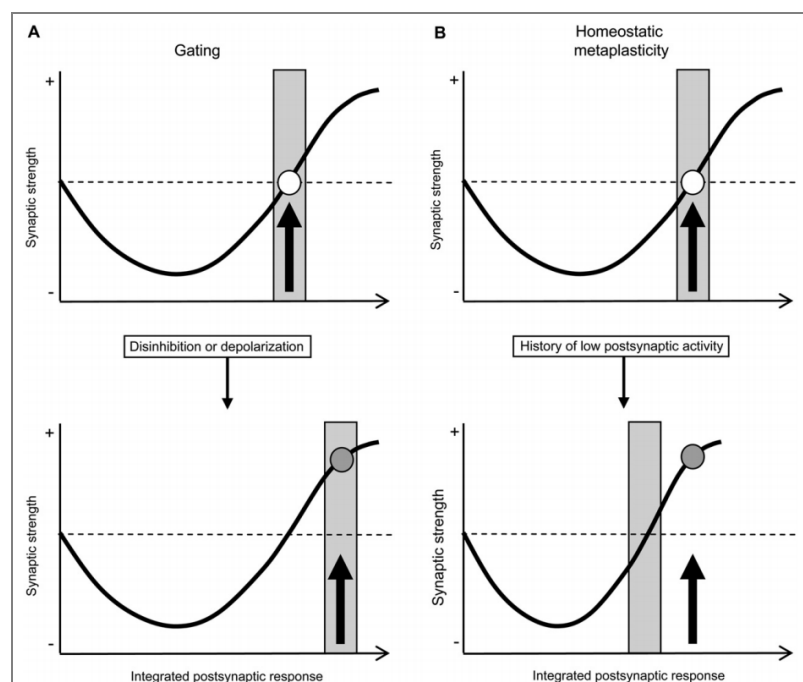 A
Gating
+
Synaptic strength
-
B
Homeostatic
metaplasticity
+
Synaptic strength
-
Disinhibition or depolarization
History of low postsynaptic activity
+
Synaptic strength
-
Integrated postsynaptic response
+
Synaptic strength
-
Integrated postsynaptic response